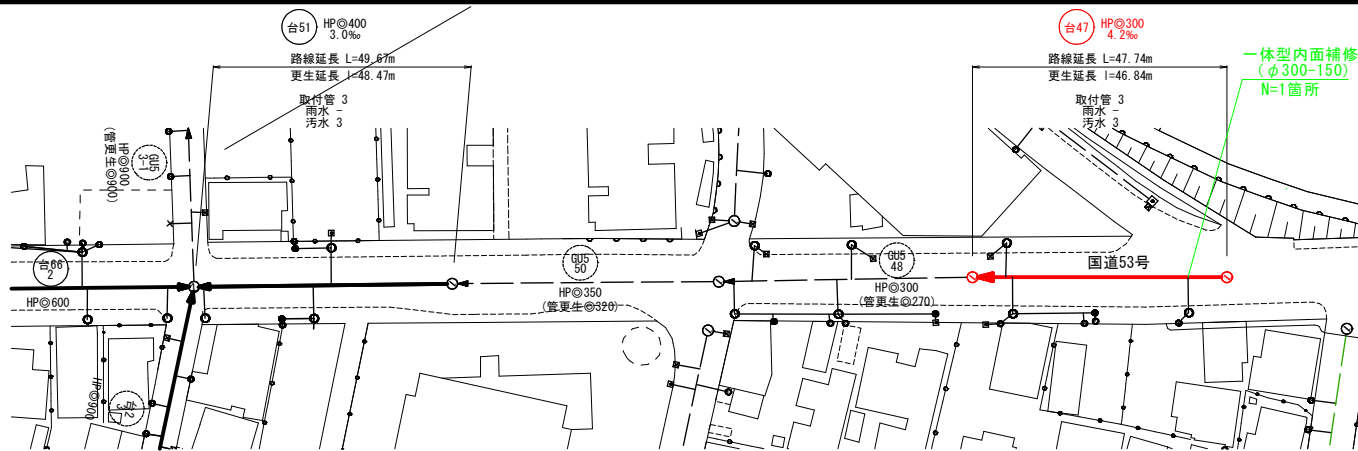 台51
HP◎400
3.0‰
路線延長 L=49.67m
更生延長 l=48.47m
取付管 3
雨水 -
汚水 3
台47
HP◎300
4.2‰
路線延長 L=47.74m
更生延長 l=46.84m
取付管 3
雨水 -
汚水 3
一体型内面補修
(φ300-150)
N=1箇所
GU5
3-1
HP◎900
(管更生◎900)
台66
2
HP◎600
GU5
50
HP◎350
(管更生◎320)
GU5
48
HP◎300
(管更生◎270)
国道53号
HP◎900